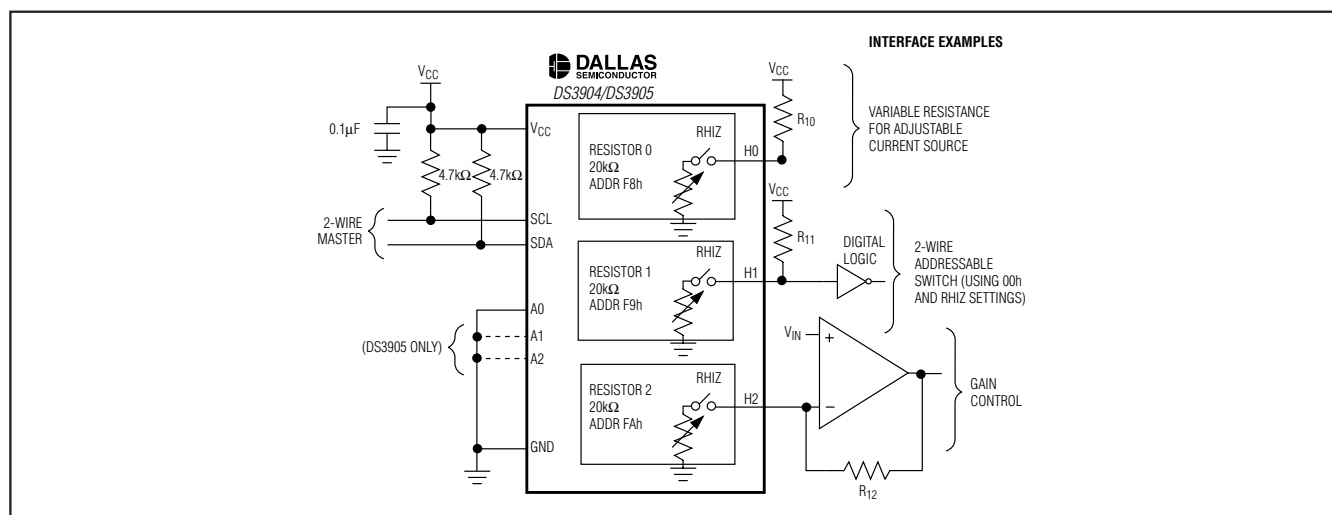 INTERFACE EXAMPLES
DALLAS
SEMICONDUCTOR
DS3904/DS3905
VCC
0.1µF
4.7kΩ
4.7kΩ
2-WIRE
MASTER
VCC
SCL
SDA
A0
A1
A2
(DS3905 ONLY)
GND
RESISTOR 0
20kΩ
ADDR F8h
RHIZ
H0
RESISTOR 1
20kΩ
ADDR F9h
RHIZ
H1
RESISTOR 2
20kΩ
ADDR FAh
RHIZ
H2
VCC
R10
VARIABLE RESISTANCE
FOR ADJUSTABLE
CURRENT SOURCE
VCC
R11
DIGITAL
LOGIC
2-WIRE
ADDRESSABLE
SWITCH (USING 00h
AND RHIZ SETTINGS)
VIN
+
−
R12
GAIN
CONTROL